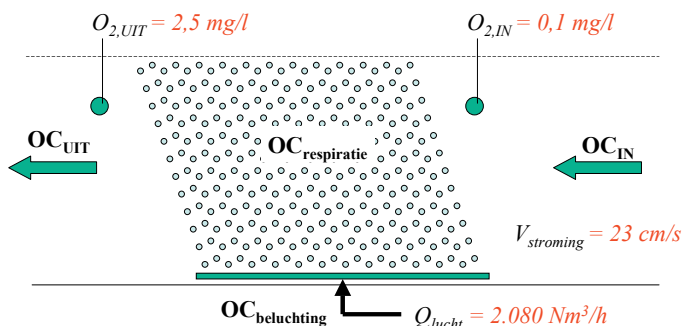 O2,UIT = 2,5 mg/l
O2,IN = 0,1 mg/l
OCUIT
OCrespiratie
OCIN
Vstroming = 23 cm/s
OCbeluchting
Qlucht = 2.080 Nm³/h